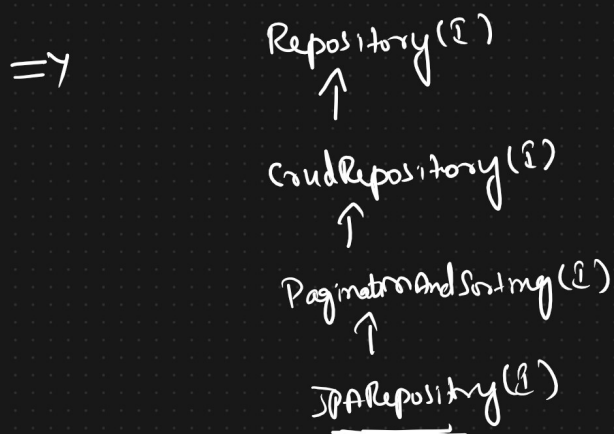 => Repository(I)
↑
CrudRepository(I)
↑
PaginationAndSorting(I)
↑
JPARepository(I)